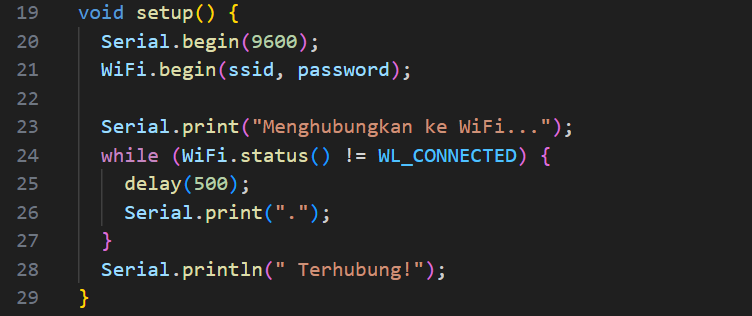 19 void setup() {
20   Serial.begin(9600);
21   WiFi.begin(ssid, password);
22
23   Serial.print("Menghubungkan ke WiFi...");
24   while (WiFi.status() != WL_CONNECTED) {
25     delay(500);
26     Serial.print(".");
27   }
28   Serial.println(" Terhubung!");
29 }